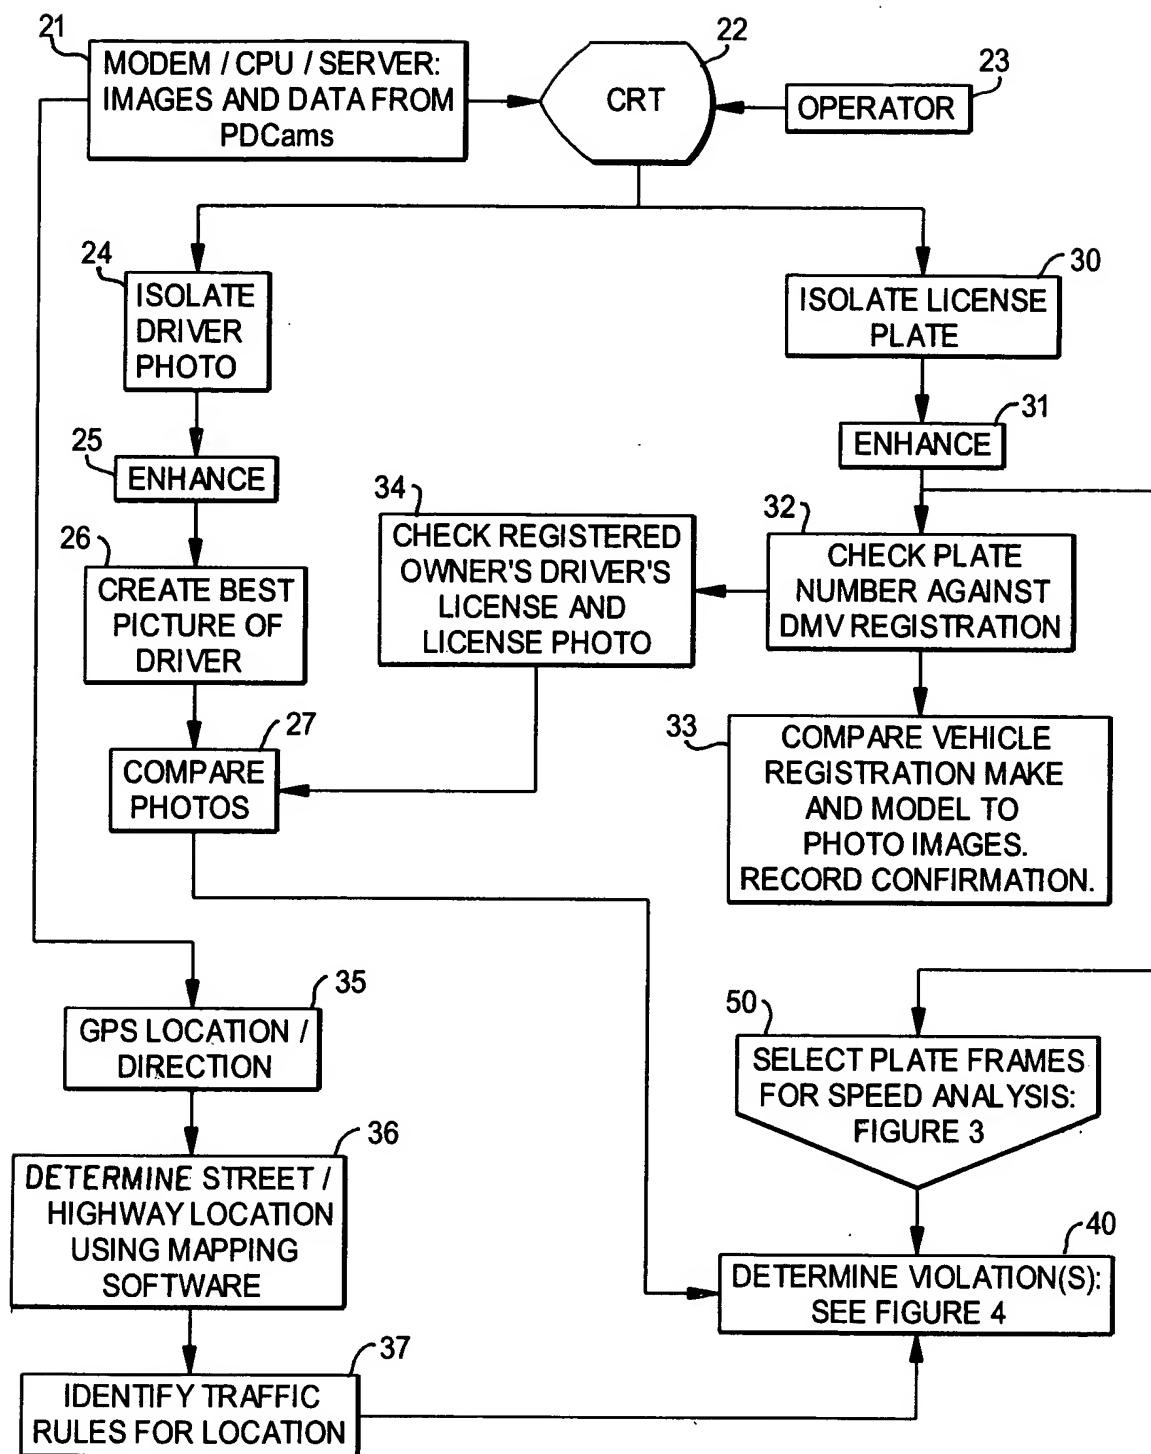 21
MODEM / CPU / SERVER:
IMAGES AND DATA FROM
PDCams
22
CRT
23
OPERATOR
24
ISOLATE
DRIVER
PHOTO
30
ISOLATE LICENSE
PLATE
25
ENHANCE
31
ENHANCE
26
CREATE BEST
PICTURE OF
DRIVER
34
CHECK REGISTERED
OWNER'S DRIVER'S
LICENSE AND
LICENSE PHOTO
32
CHECK PLATE
NUMBER AGAINST
DMV REGISTRATION
27
COMPARE
PHOTOS
33
COMPARE VEHICLE
REGISTRATION MAKE
AND MODEL TO
PHOTO IMAGES.
RECORD CONFIRMATION.
35
GPS LOCATION /
DIRECTION
50
SELECT PLATE FRAMES
FOR SPEED ANALYSIS:
FIGURE 3
36
DETERMINE STREET /
HIGHWAY LOCATION
USING MAPPING
SOFTWARE
40
DETERMINE VIOLATION(S):
SEE FIGURE 4
37
IDENTIFY TRAFFIC
RULES FOR LOCATION